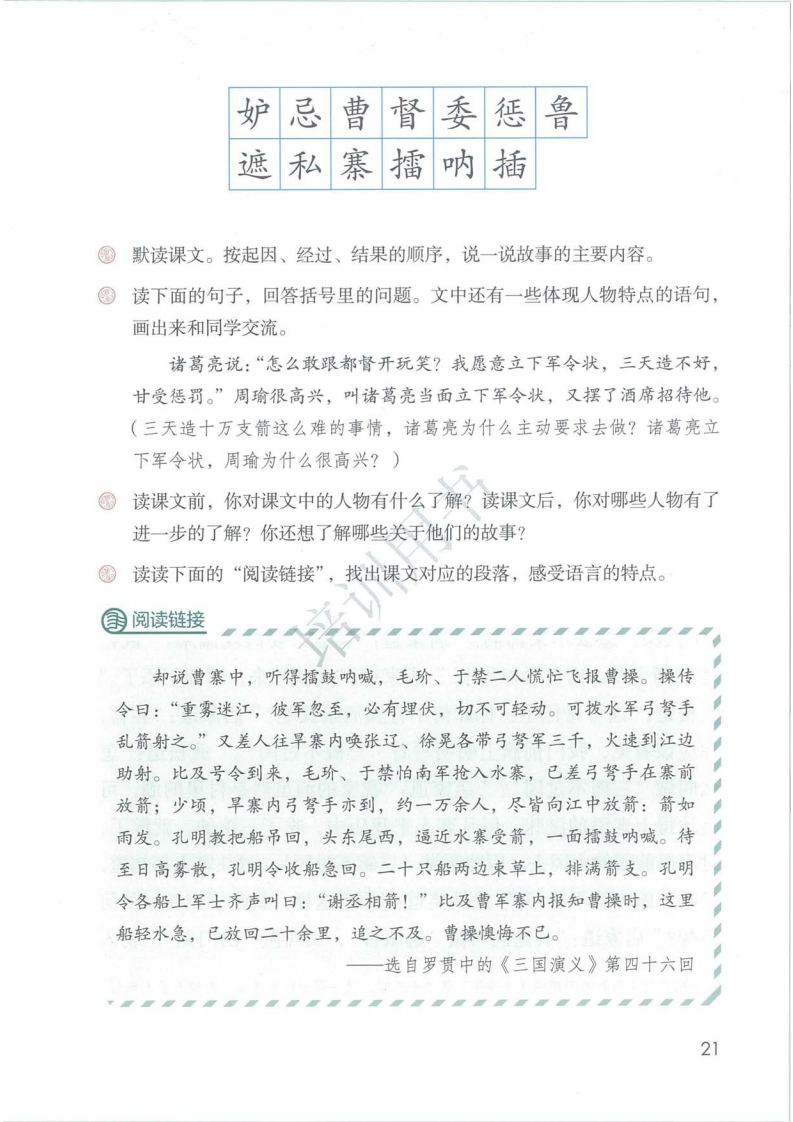 妒忌曹督委惩鲁
遮私寨擂呐插
默读课文。按起因、经过、结果的顺序，说一说故事的主要内容。
读下面的句子，回答括号里的问题。文中还有一些体现人物特点的语句，
画出来和同学交流。
诸葛亮说：“怎么敢跟都督开玩笑？我愿意立下军令状，三天造不好，
甘受惩罚。”周瑜很高兴，叫诸葛亮当面立下军令状，又摆了酒席招待他。
（三天造十万支箭这么难的事情，诸葛亮为什么主动要求去做？诸葛亮立
下军令状，周瑜为什么很高兴？）
读课文前，你对课文中的人物有什么了解？读课文后，你对哪些人物有了
进一步的了解？你还想了解哪些关于他们的故事？
读读下面的“阅读链接”，找出课文对应的段落，感受语言的特点。
培训用书
阅读链接
却说曹寨中，听得擂鼓呐喊，毛玠、于禁二人慌忙飞报曹操。操传
令曰：“重雾迷江，彼军忽至，必有埋伏，切不可轻动。可拨水军弓弩手
乱箭射之。”又差人往旱寨内唤张辽、徐晃各带弓弩军三千，火速到江边
助射。比及号令到来，毛玠、于禁怕南军抢入水寨，已差弓弩手在寨前
放箭；少顷，旱寨内弓弩手亦到，约一万余人，尽皆向江中放箭：箭如
雨发。孔明教把船吊回，头东尾西，逼近水寨受箭，一面擂鼓呐喊。待
至日高雾散，孔明令收船急回。二十只船两边束草上，排满箭支。孔明
令各船上军士齐声叫曰：“谢丞相箭！”比及曹军寨内报知曹操时，这里
船轻水急，已放回二十余里，追之不及。曹操懊悔不已。
——选自罗贯中的《三国演义》第四十六回
21